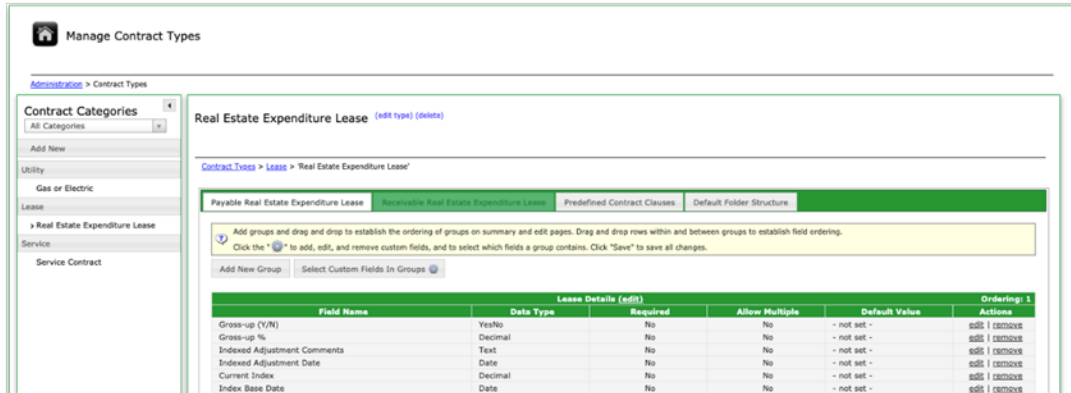 Manage Contract Types
Administration > Contract Types
Contract Categories
All Categories
Add New
Utility
Gas or Electric
Lease
› Real Estate Expenditure Lease
Service
Service Contract
Real Estate Expenditure Lease (edit type) (delete)
Contract Types > Lease > 'Real Estate Expenditure Lease'
Payable Real Estate Expenditure Lease Receivable Real Estate Expenditure Lease Predefined Contract Clauses Default Folder Structure
Add groups and drag and drop to establish the ordering of groups on summary and edit pages. Drag and drop rows within and between groups to establish field ordering.
Click the " " to add, edit, and remove custom fields, and to select which fields a group contains. Click "Save" to save all changes.
Add New Group Select Custom Fields In Groups
Lease Details (edit) Ordering: 1
Field Name Data Type Required Allow Multiple Default Value Actions
Gross-up (Y/N) YesNo No No - not set - edit | remove
Gross-up % Decimal No No - not set - edit | remove
Indexed Adjustment Comments Text No No - not set - edit | remove
Indexed Adjustment Date Date No No - not set - edit | remove
Current Index Decimal No No - not set - edit | remove
Index Base Date Date No No - not set - edit | remove